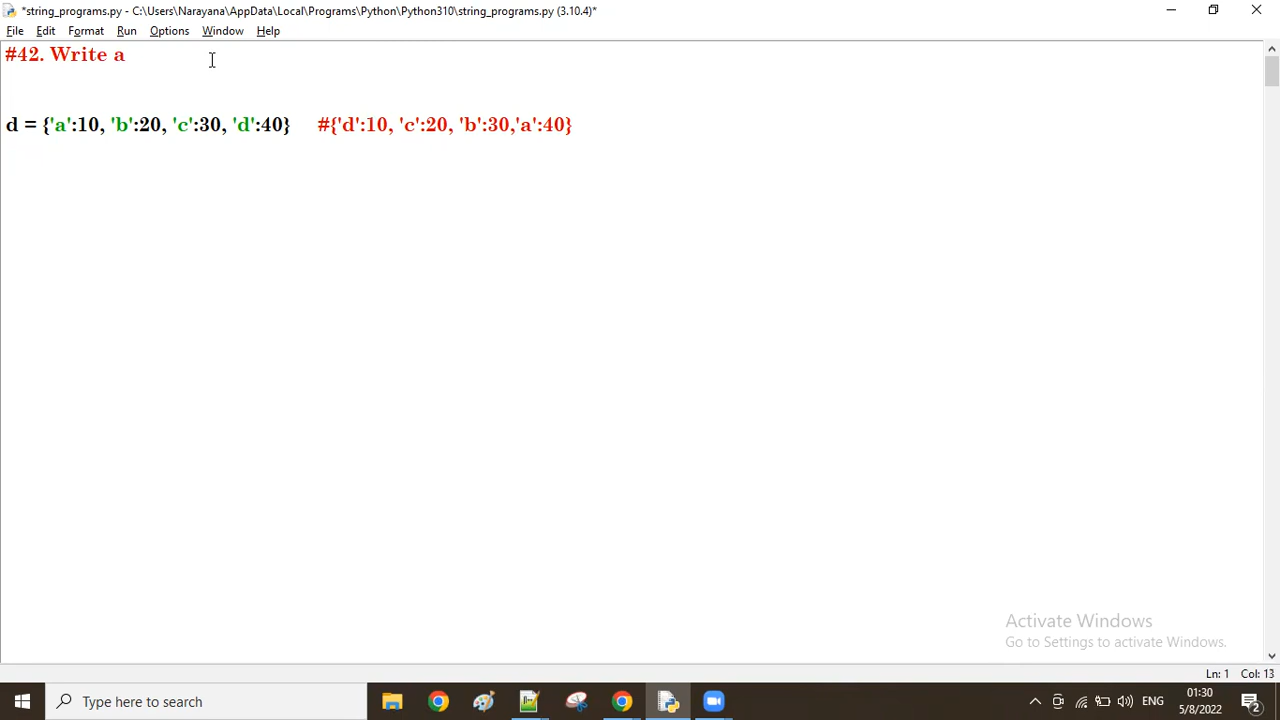 *string_programs.py - C:\Users\Narayana\AppData\Local\Programs\Python\Python310\string_programs.py (3.10.4)*
File Edit Format Run Options Window Help
#42. Write a
d = {'a':10, 'b':20, 'c':30, 'd':40} #{'d':10, 'c':20, 'b':30,'a':40}
Activate Windows
Go to Settings to activate Windows.
Ln: 1 Col: 13
Type here to search
ENG
01:30
5/8/2022
2